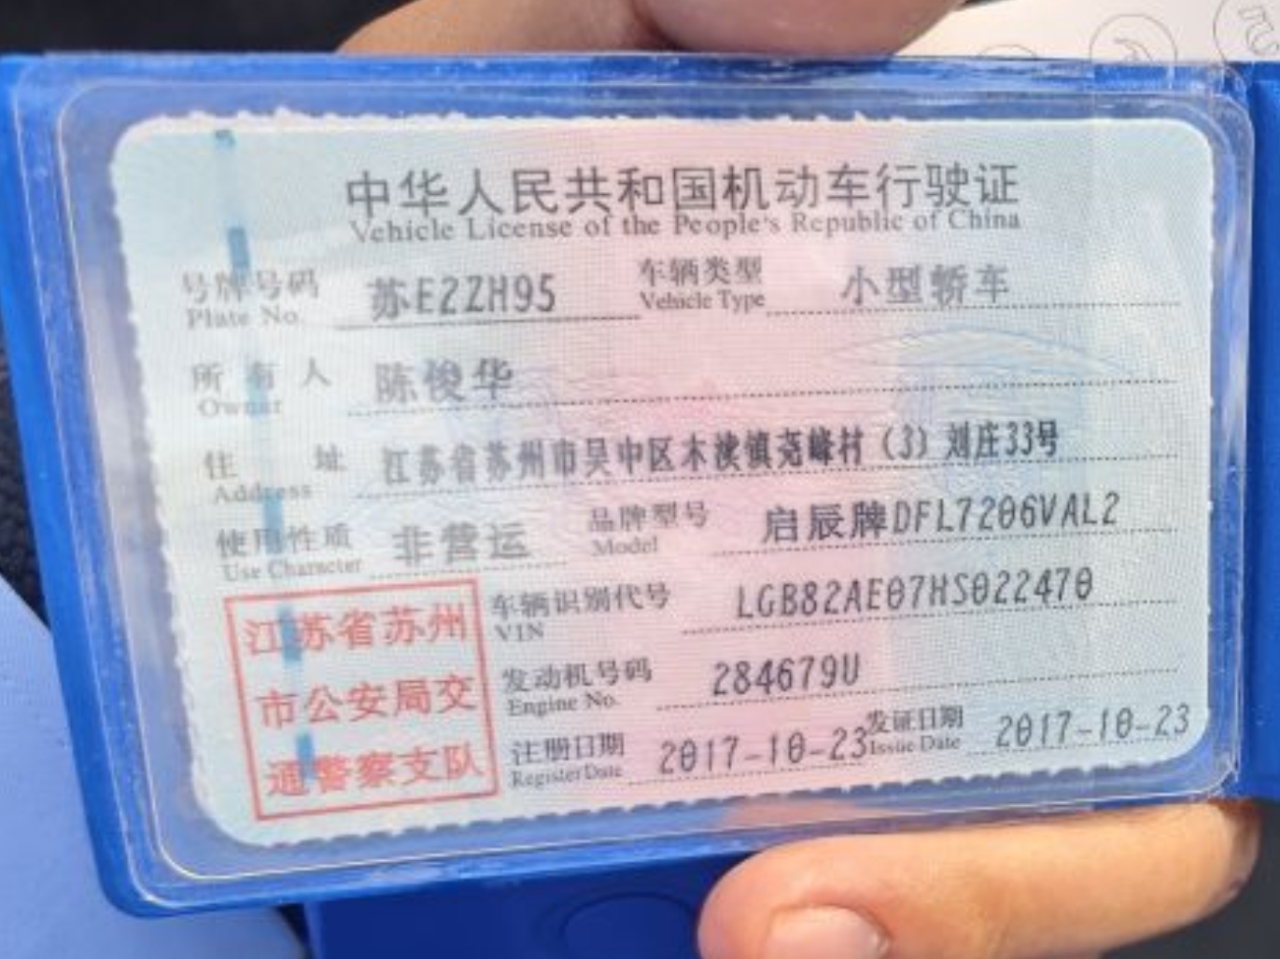 中华人民共和国机动车行驶证
Vehicle License of the People's Republic of China
号牌号码 苏E2ZH95 车辆类型 小型轿车
Plate No. Vehicle Type
所有人 陈俊华
Owner
住址 江苏省苏州市吴中区木渎镇尧峰村（3）刘庄33号
Address
使用性质 非营运 品牌型号 启辰牌DFL7206VAL2
Use Character Model
车辆识别代号 LGB82AE07HS022470
VIN
发动机号码 284679U
Engine No.
注册日期 2017-10-23 发证日期 2017-10-23
Register Date Issue Date
江苏省苏州
市公安局交
通警察支队